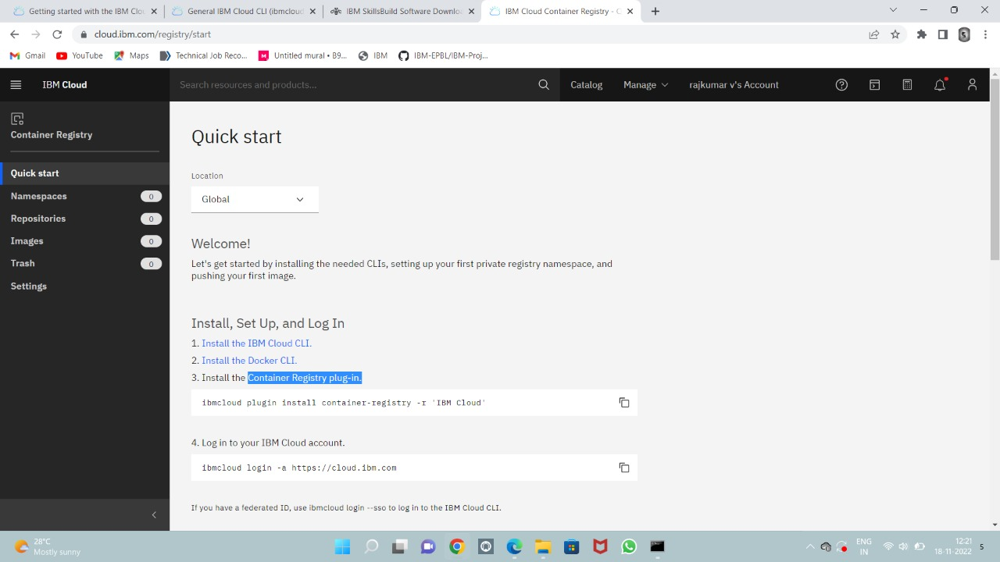 Getting started with the IBM Clou
General IBM Cloud CLI (ibmcloud
IBM SkillsBuild Software Downloa
IBM Cloud Container Registry - C
cloud.ibm.com/registry/start
Gmail
YouTube
Maps
Technical Job Reco...
M
Untitled mural • B9...
IBM
IBM-EPBL/IBM-Proj...
IBM Cloud
Search resources and products...
Catalog
Manage
rajkumar v's Account
Container Registry
Quick start
Namespaces 0
Repositories 0
Images 0
Trash 0
Settings
Quick start
Location
Global
Welcome!
Let's get started by installing the needed CLIs, setting up your first private registry namespace, and
pushing your first image.
Install, Set Up, and Log In
1. Install the IBM Cloud CLI.
2. Install the Docker CLI.
3. Install the Container Registry plug-in.
ibmcloud plugin install container-registry -r 'IBM Cloud'
4. Log in to your IBM Cloud account.
ibmcloud login -a https://cloud.ibm.com
If you have a federated ID, use ibmcloud login --sso to log in to the IBM Cloud CLI.
28°C
Mostly sunny
ENG
IN
12:21
18-11-2022
5